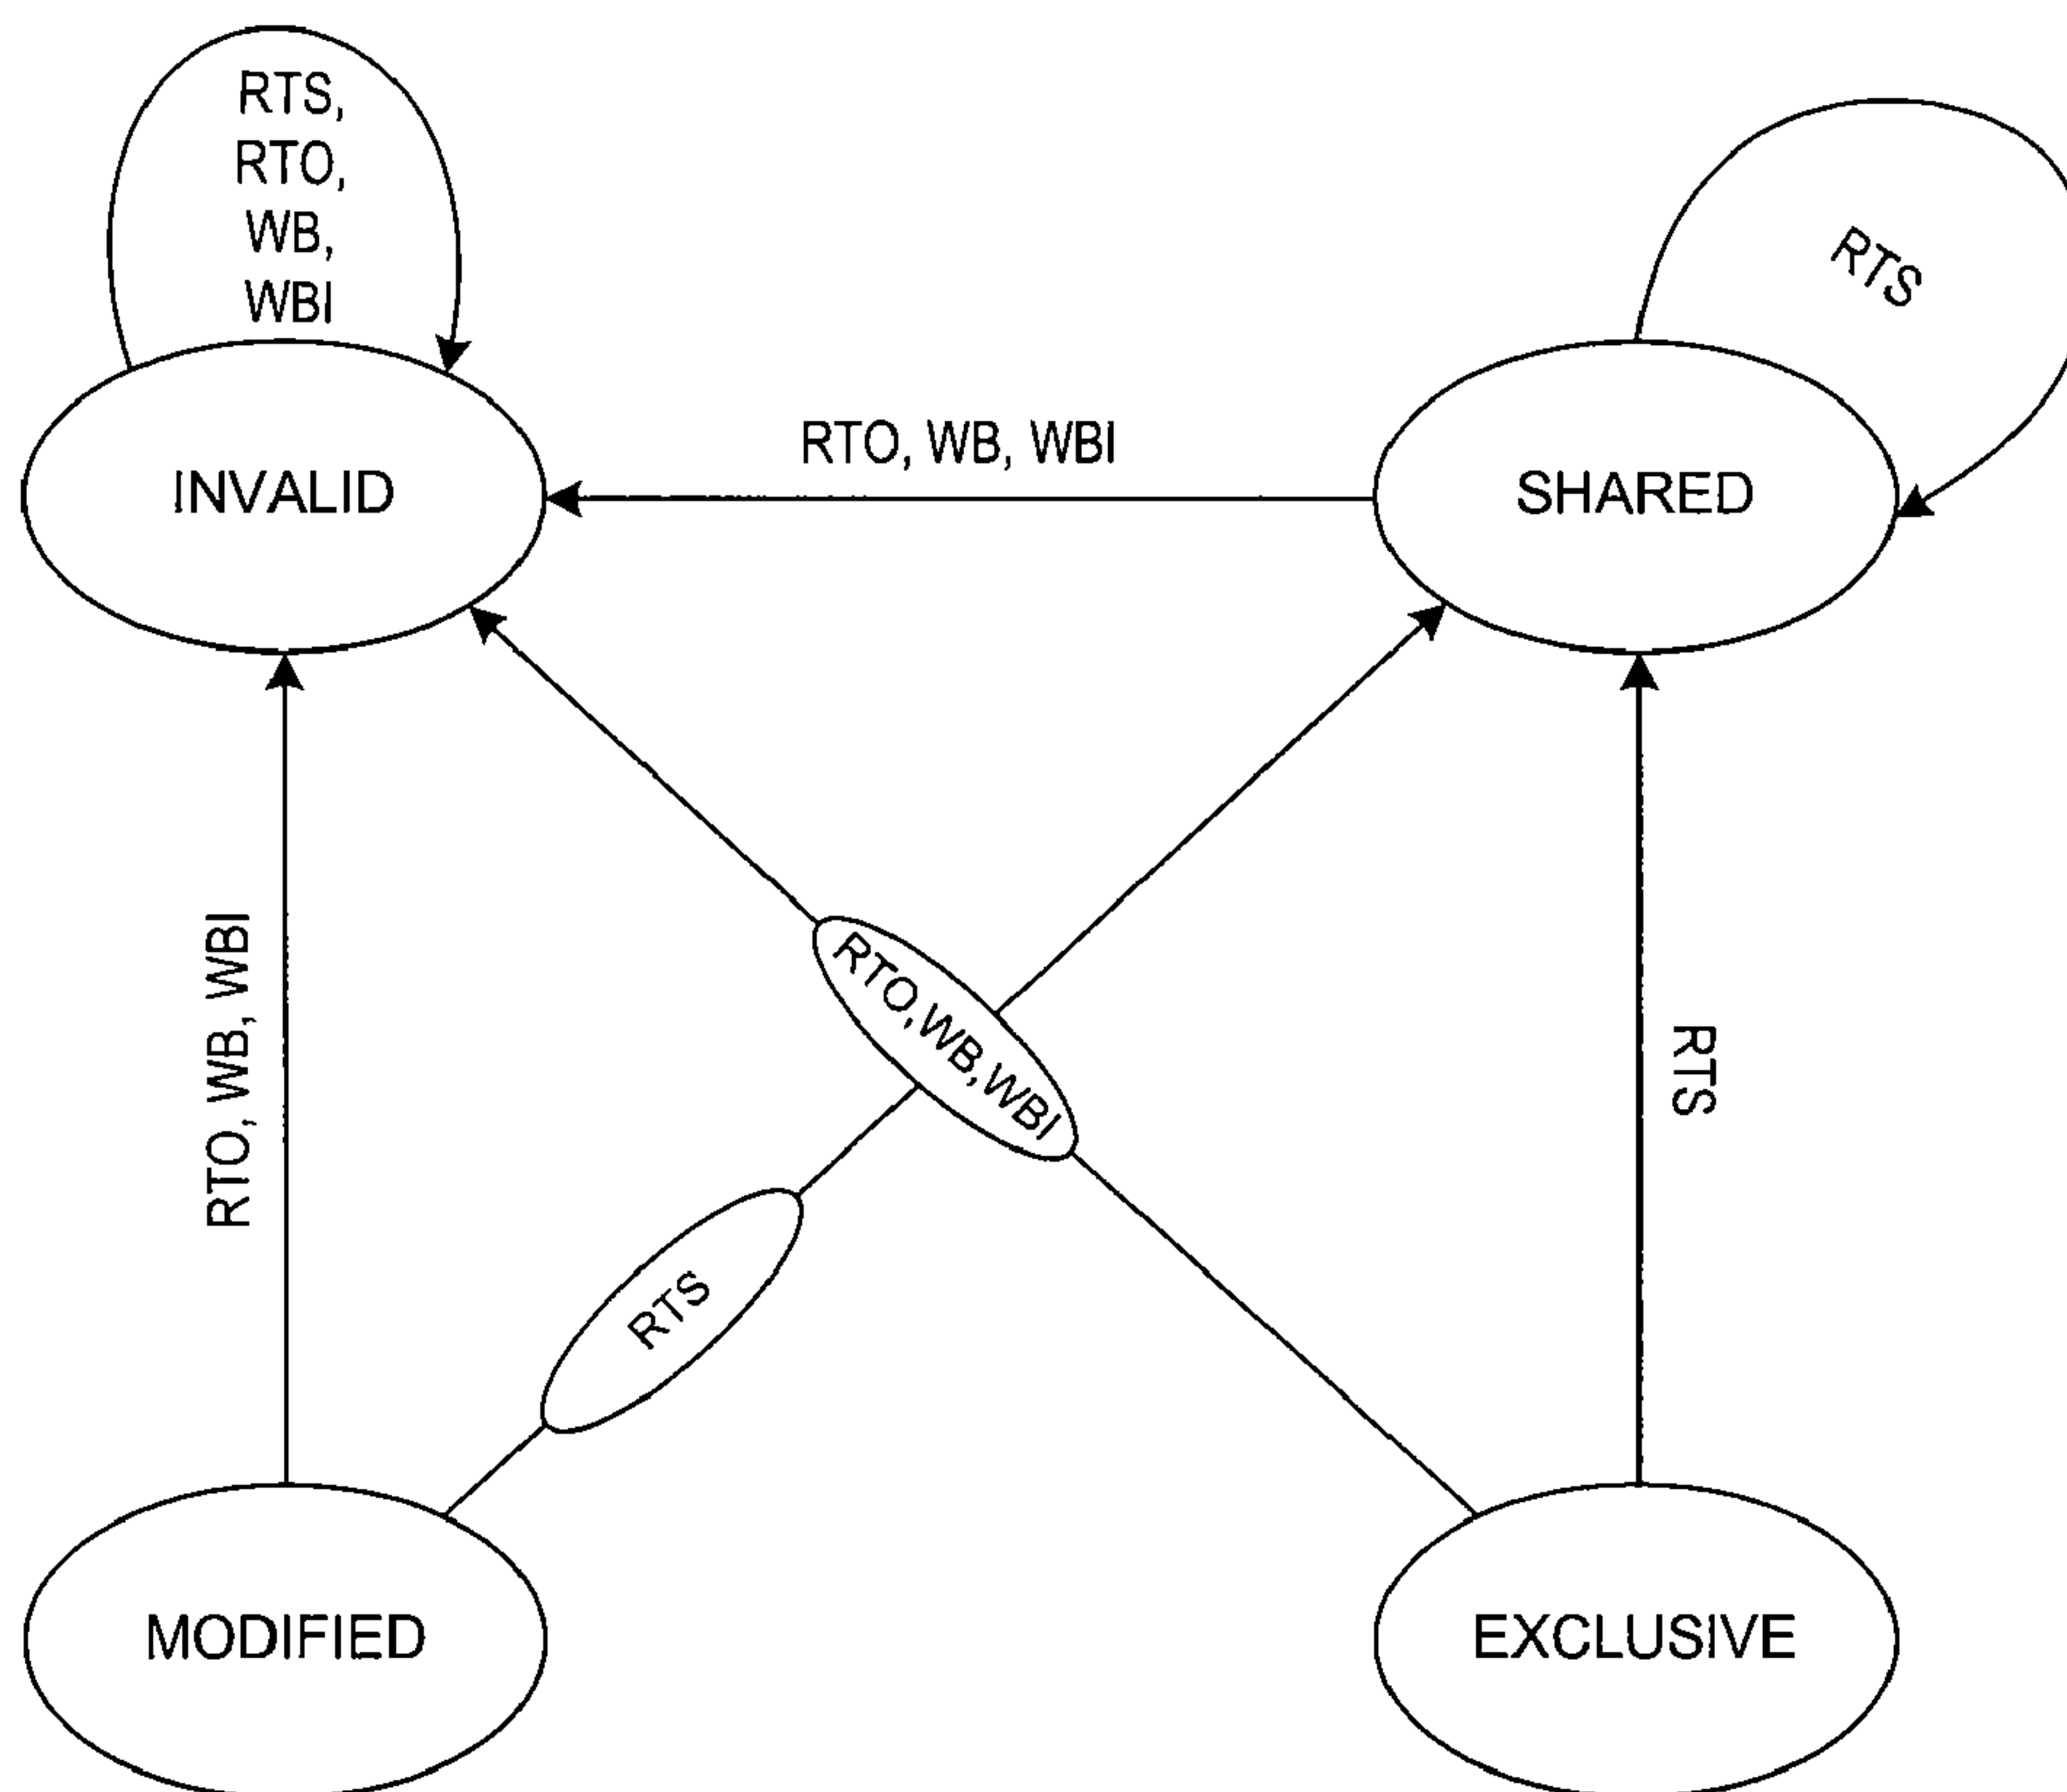 RTS,
RTO,
WB,
WBI
RTS
RTO, WB, WBI
INVALID
SHARED
RTO, WB, WBI
RTO,WB,WBI
RTS
RTS
MODIFIED
EXCLUSIVE